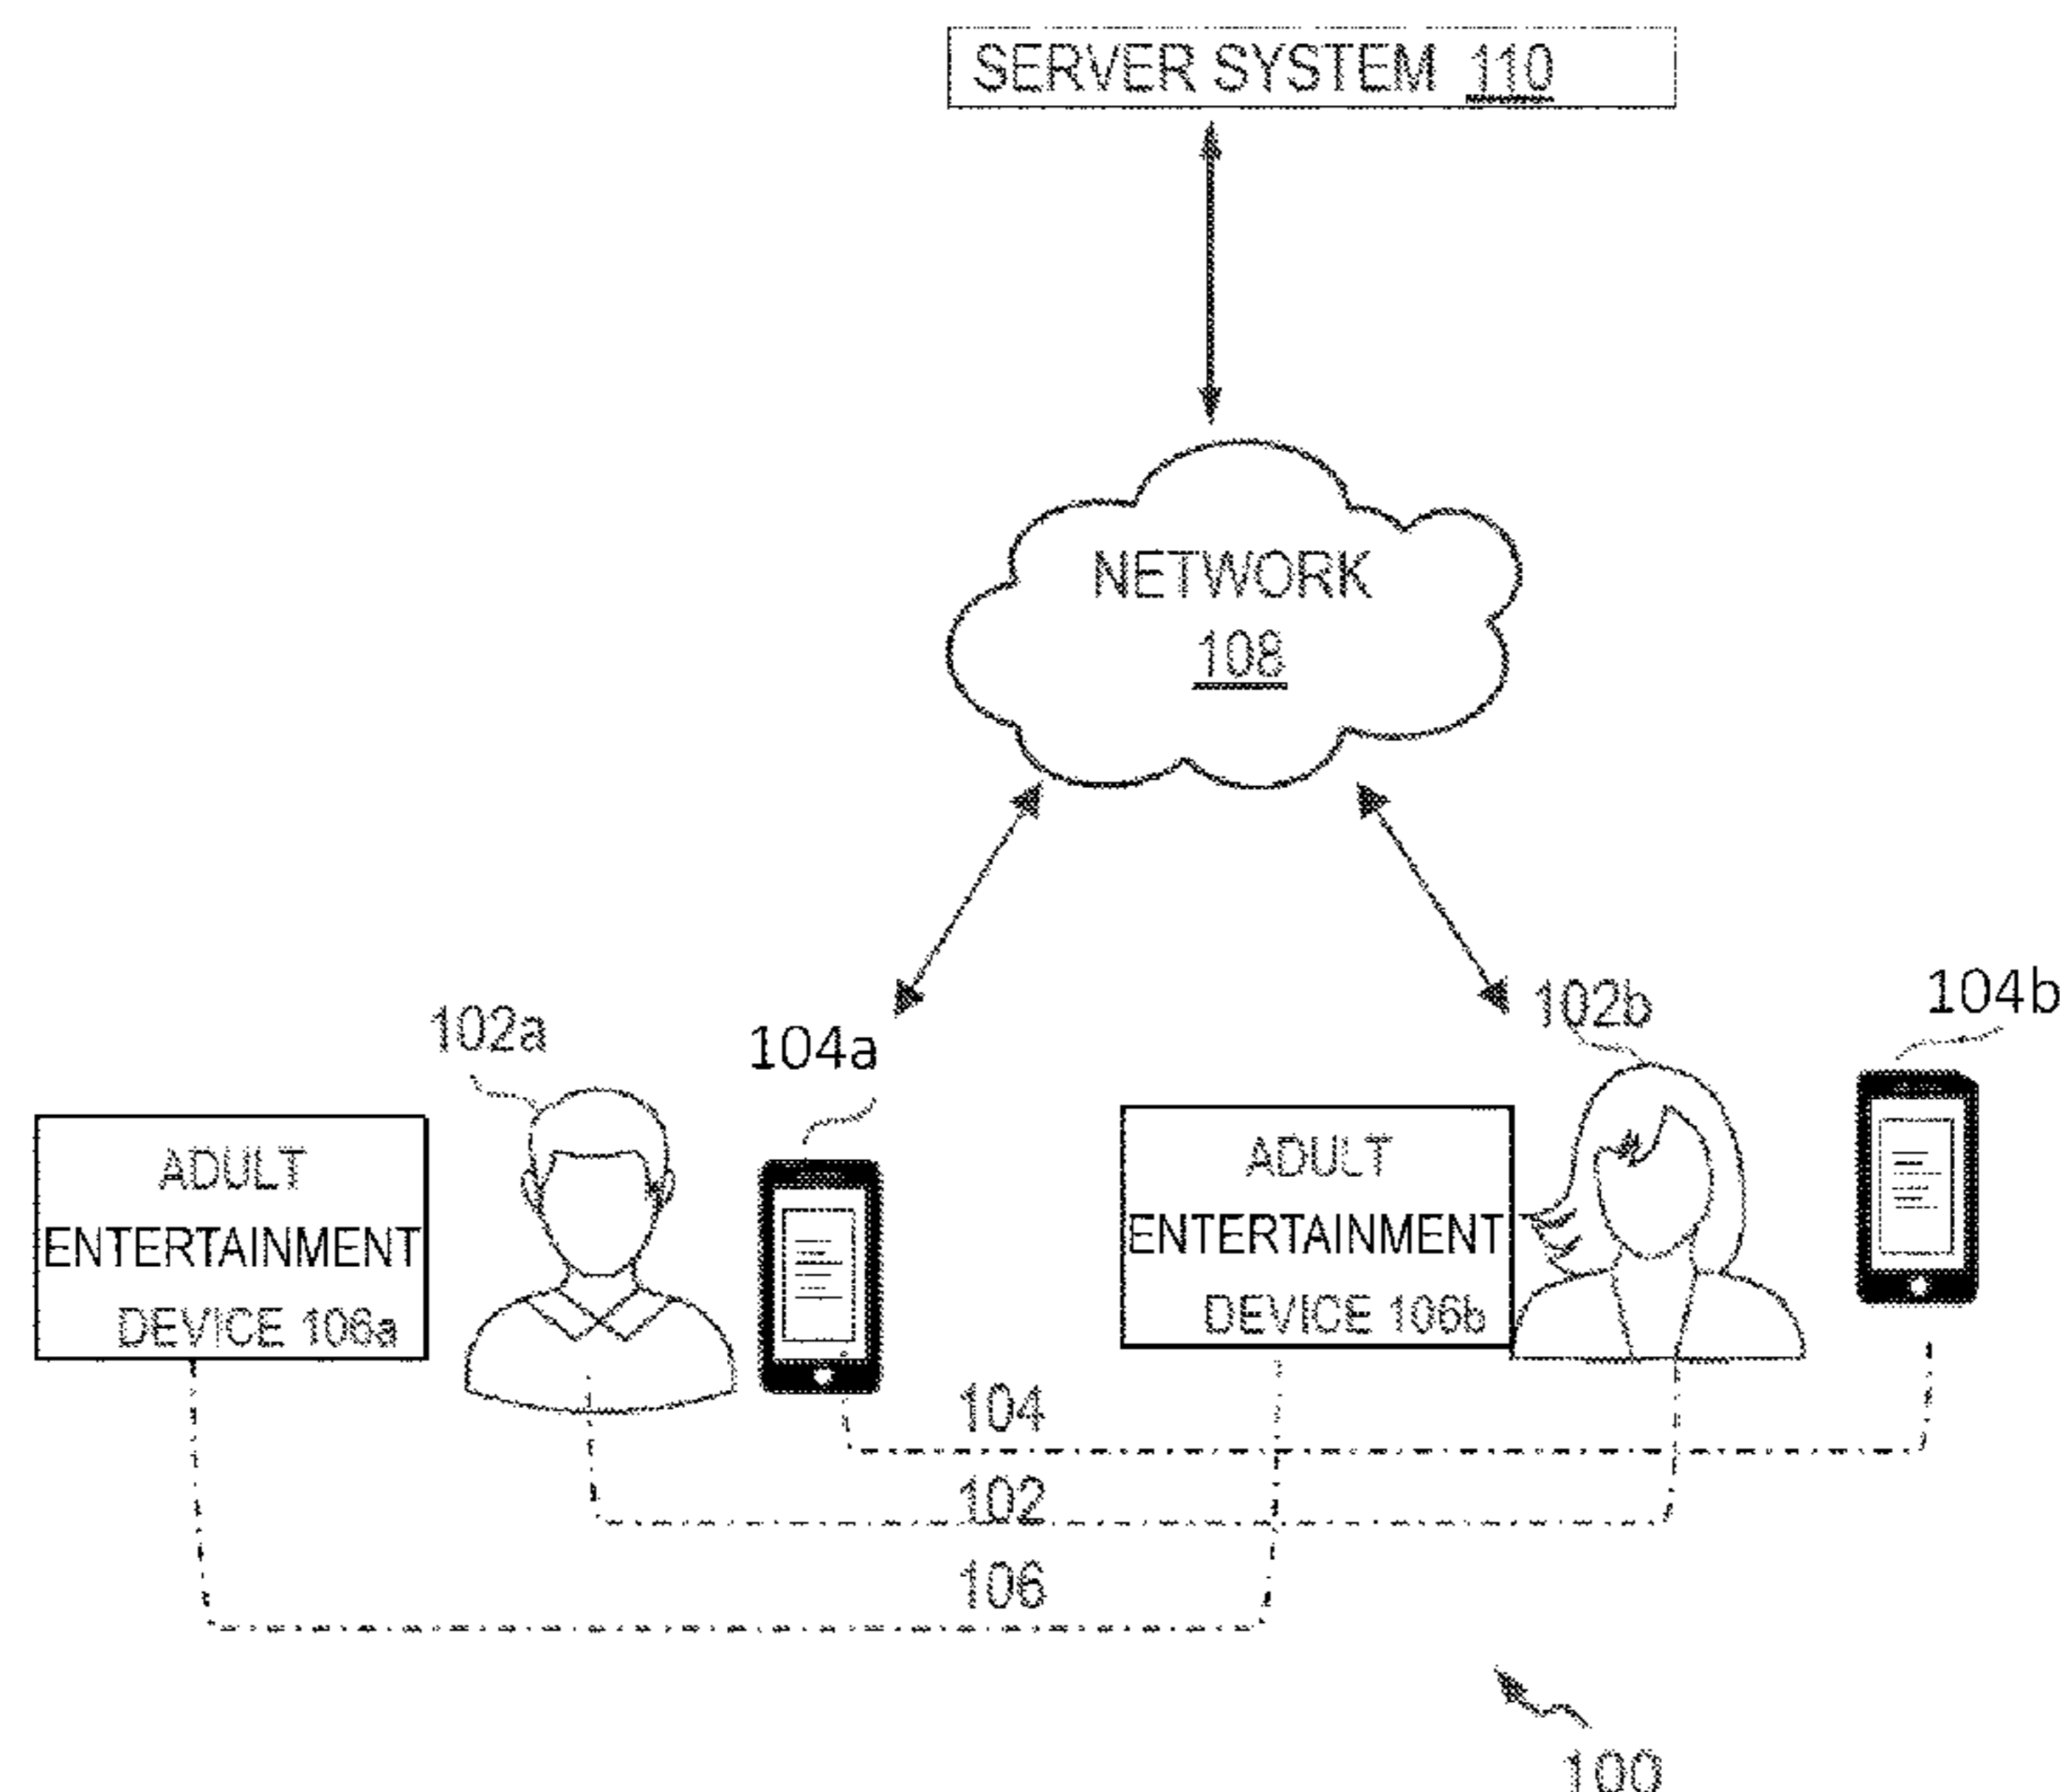 SERVER SYSTEM 110
NETWORK
108
102a
104a
102b
104b
ADULT
ENTERTAINMENT
DEVICE 106a
ADULT
ENTERTAINMENT
DEVICE 106b
104
102
106
100